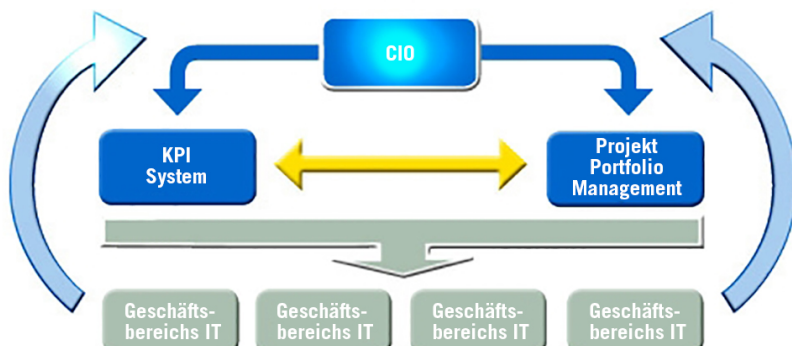 CIO
KPI
System
Projekt
Portfolio
Management
Geschäfts-
bereichs IT
Geschäfts-
bereichs IT
Geschäfts-
bereichs IT
Geschäfts-
bereichs IT